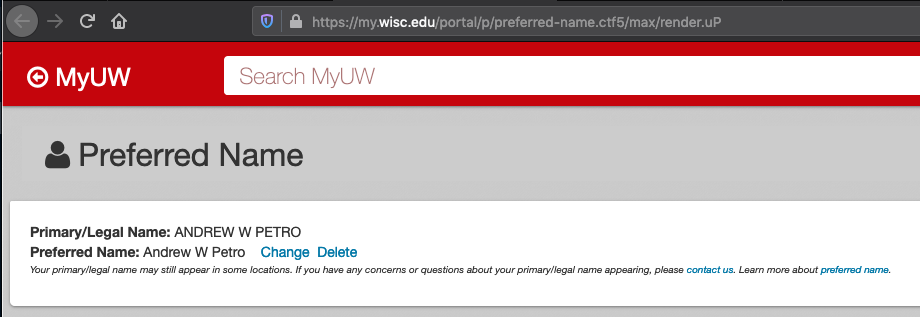 https://my.wisc.edu/portal/p/preferred-name.ctf5/max/render.uP
MyUW
Search MyUW
Preferred Name
Primary/Legal Name: ANDREW W PETRO
Preferred Name: Andrew W Petro Change Delete
Your primary/legal name may still appear in some locations. If you have any concerns or questions about your primary/legal name appearing, please contact us. Learn more about preferred name.